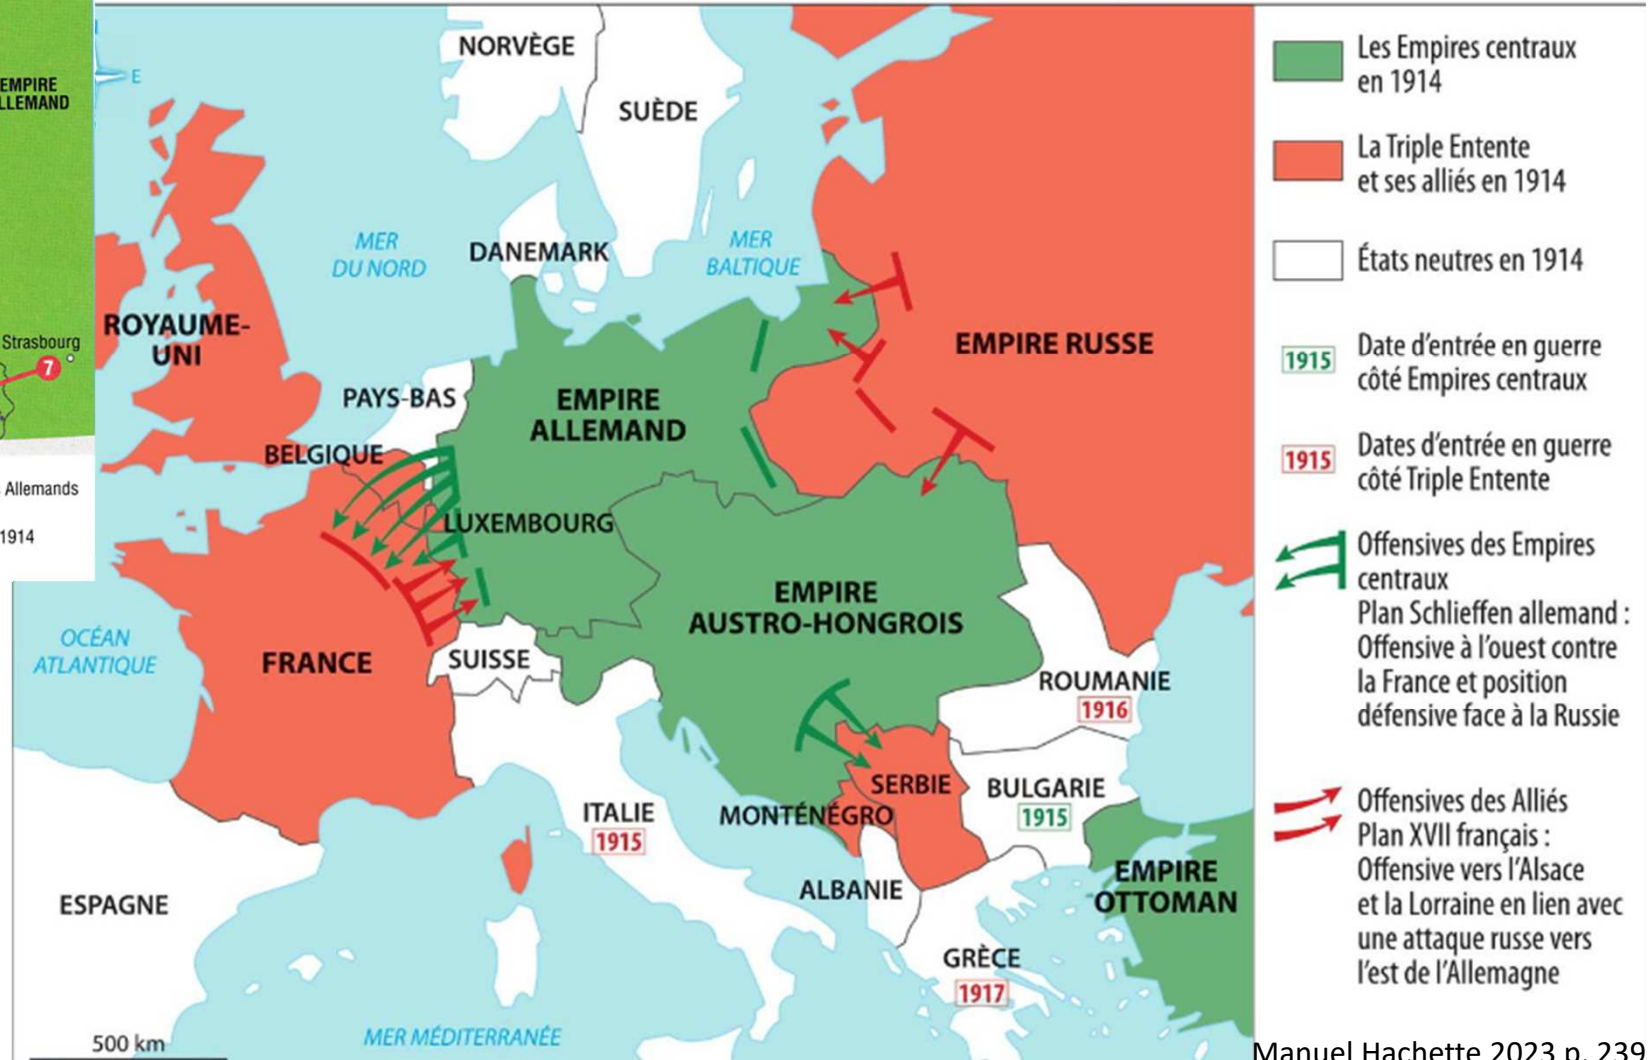 EMPIRE
ALLEMAND
E
Strasbourg
7
Allemands
1914
NORVÈGE
SUÈDE
MER
DU NORD
DANEMARK
MER
BALTIQUE
ROYAUME-
UNI
EMPIRE RUSSE
PAYS-BAS
EMPIRE
ALLEMAND
BELGIQUE
LUXEMBOURG
EMPIRE
AUSTRO-HONGROIS
OCÉAN
ATLANTIQUE
FRANCE
SUISSE
ROUMANIE
1916
SERBIE
BULGARIE
1915
ITALIE
1915
MONTÉNÉGRO
EMPIRE
OTTOMAN
ALBANIE
ESPAGNE
GRÈCE
1917
MER MÉDITERRANÉE
500 km
Les Empires centraux
en 1914
La Triple Entente
et ses alliés en 1914
États neutres en 1914
1915
Date d'entrée en guerre
côté Empires centraux
1915
Dates d'entrée en guerre
côté Triple Entente
Offensives des Empires
centraux
Plan Schlieffen allemand :
Offensive à l'ouest contre
la France et position
défensive face à la Russie
Offensives des Alliés
Plan XVII français :
Offensive vers l'Alsace
et la Lorraine en lien avec
une attaque russe vers
l'est de l'Allemagne
Manuel Hachette 2023 p. 239